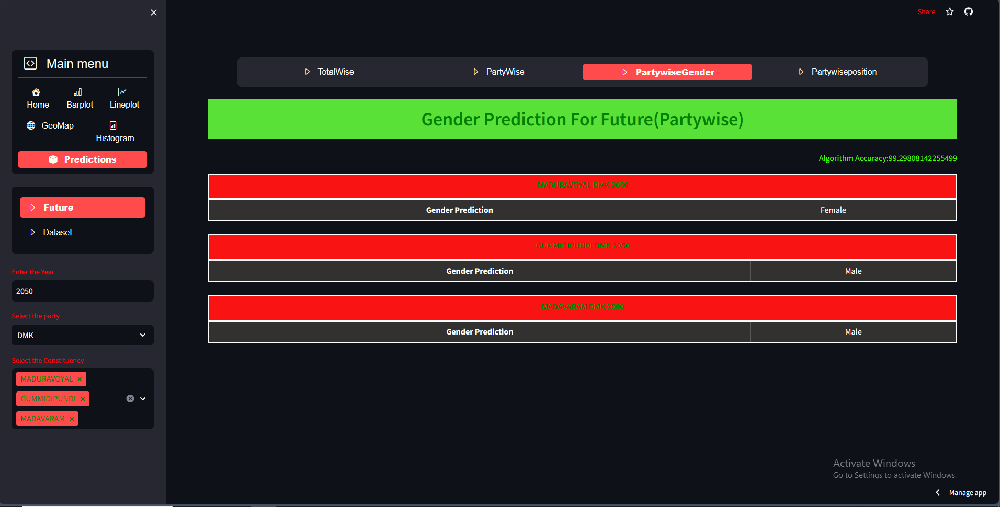 Share
Main menu
Home
Barplot
Lineplot
GeoMap
Histogram
Predictions
Future
Dataset
Enter the Year
2050
Select the party
DMK
Select the Constituency
MADURAVOYAL ×
GUMMIDIPUNDI ×
MADAVARAM ×
TotalWise
PartyWise
PartywiseGender
Partywiseposition
Gender Prediction For Future(Partywise)
Algorithm Accuracy:99.29808142255499
MADURAVOYAL DMK 2050
Gender Prediction Female
GUMMIDIPUNDI DMK 2050
Gender Prediction Male
MADAVARAM DMK 2050
Gender Prediction Male
Activate Windows
Go to Settings to activate Windows.
Manage app